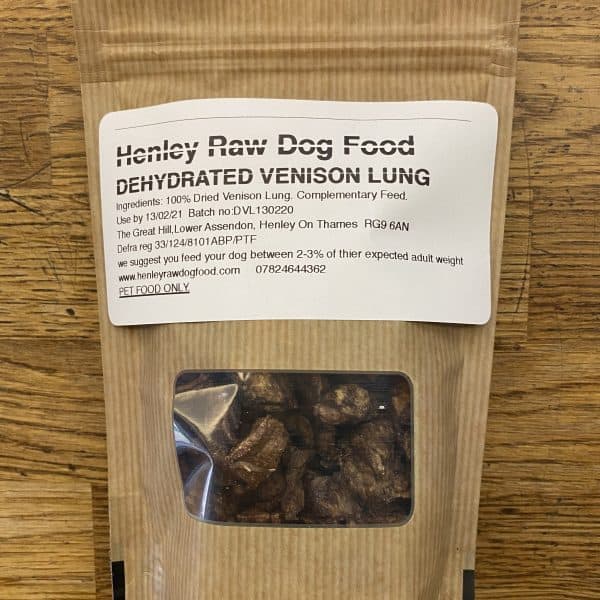 Henley Raw Dog Food
DEHYDRATED VENISON LUNG
Ingredients: 100% Dried Venison Lung. Complementary Feed.
Use by 13/02/21 Batch no:DVL130220
The Great Hill,Lower Assendon, Henley On Thames RG9 6AN
Defra reg 33/124/8101ABP/PTF
we suggest you feed your dog between 2-3% of thier expected adult weight
www.henleyrawdogfood.com 07824644362
PET FOOD ONLY